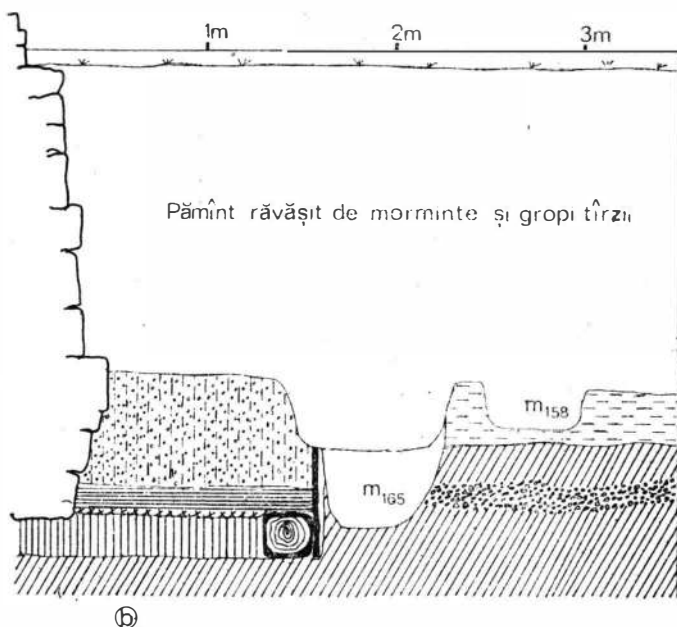 1m 2m 3m
Pămînt răvășit de morminte și gropi tîrzii
m158
m165
b